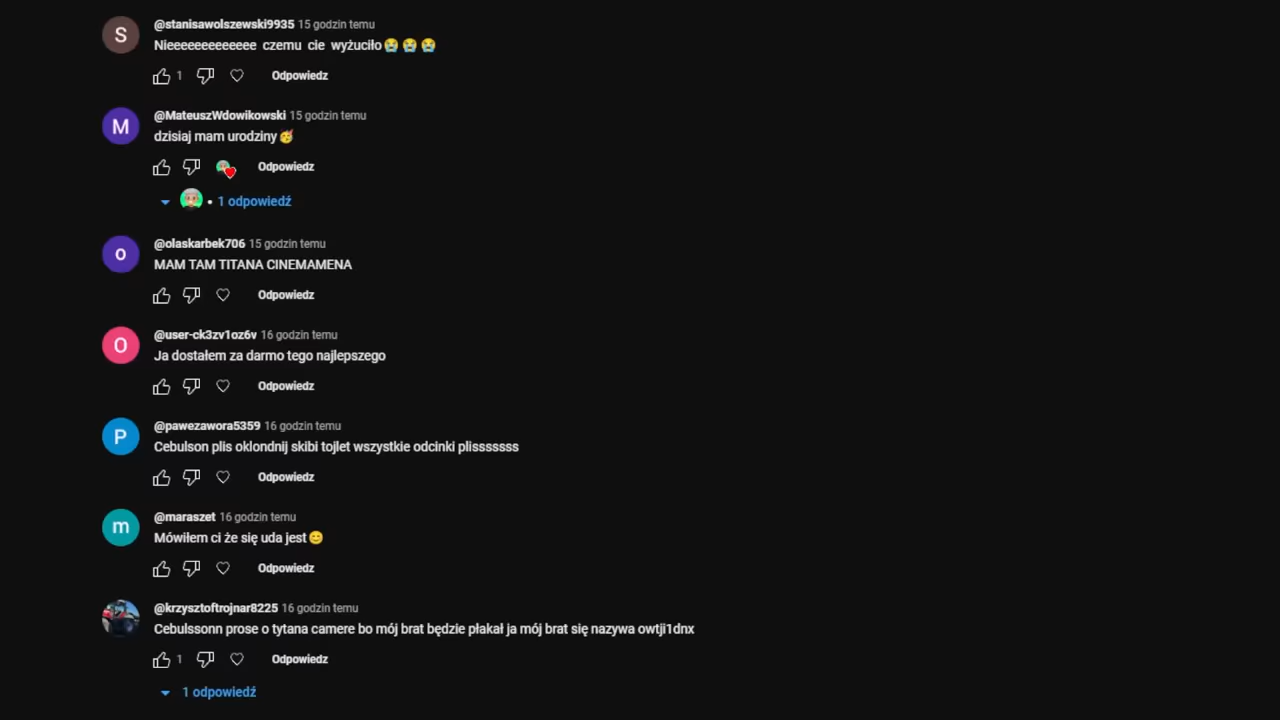 S
@stanisawolszewski9935 15 godzin temu
Nieeeeeeeeeeeee czemu cie wyżuciło😭😭😭
1 Odpowiedz
M
@MateuszWdowikowski 15 godzin temu
dzisiaj mam urodziny🥳
Odpowiedz
• 1 odpowiedź
o
@olaskarbek706 15 godzin temu
MAM TAM TITANA CINEMAMENA
Odpowiedz
O
@user-ck3zv1oz6v 16 godzin temu
Ja dostałem za darmo tego najlepszego
Odpowiedz
P
@pawezawora5359 16 godzin temu
Cebulson plis oklondnij skibi tojlet wszystkie odcinki plisssssss
Odpowiedz
m
@maraszet 16 godzin temu
Mówiłem ci że się uda jest😊
Odpowiedz
@krzysztoftrojnar8225 16 godzin temu
Cebulssonn prose o tytana camere bo mój brat będzie płakał ja mój brat się nazywa owtji1dnx
1 Odpowiedz
1 odpowiedź